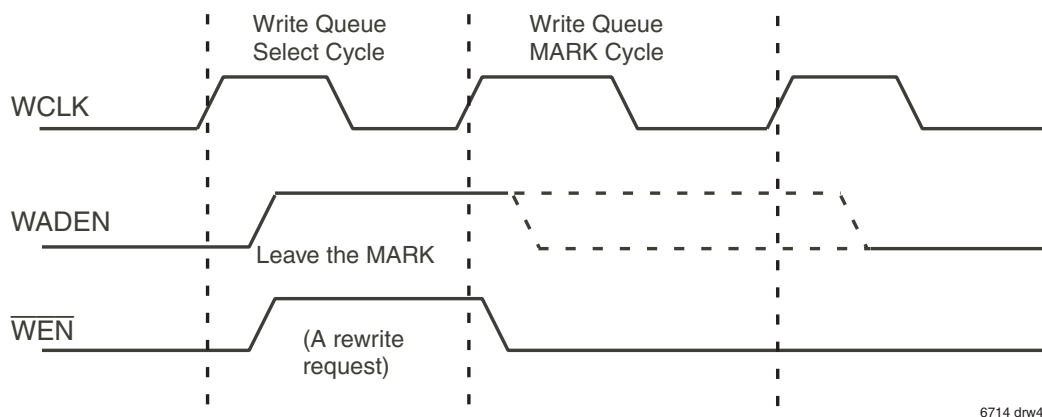 Write Queue
Select Cycle
Write Queue
MARK Cycle
WCLK
WADEN
Leave the MARK
WEN
(A rewrite
request)
6714 drw4